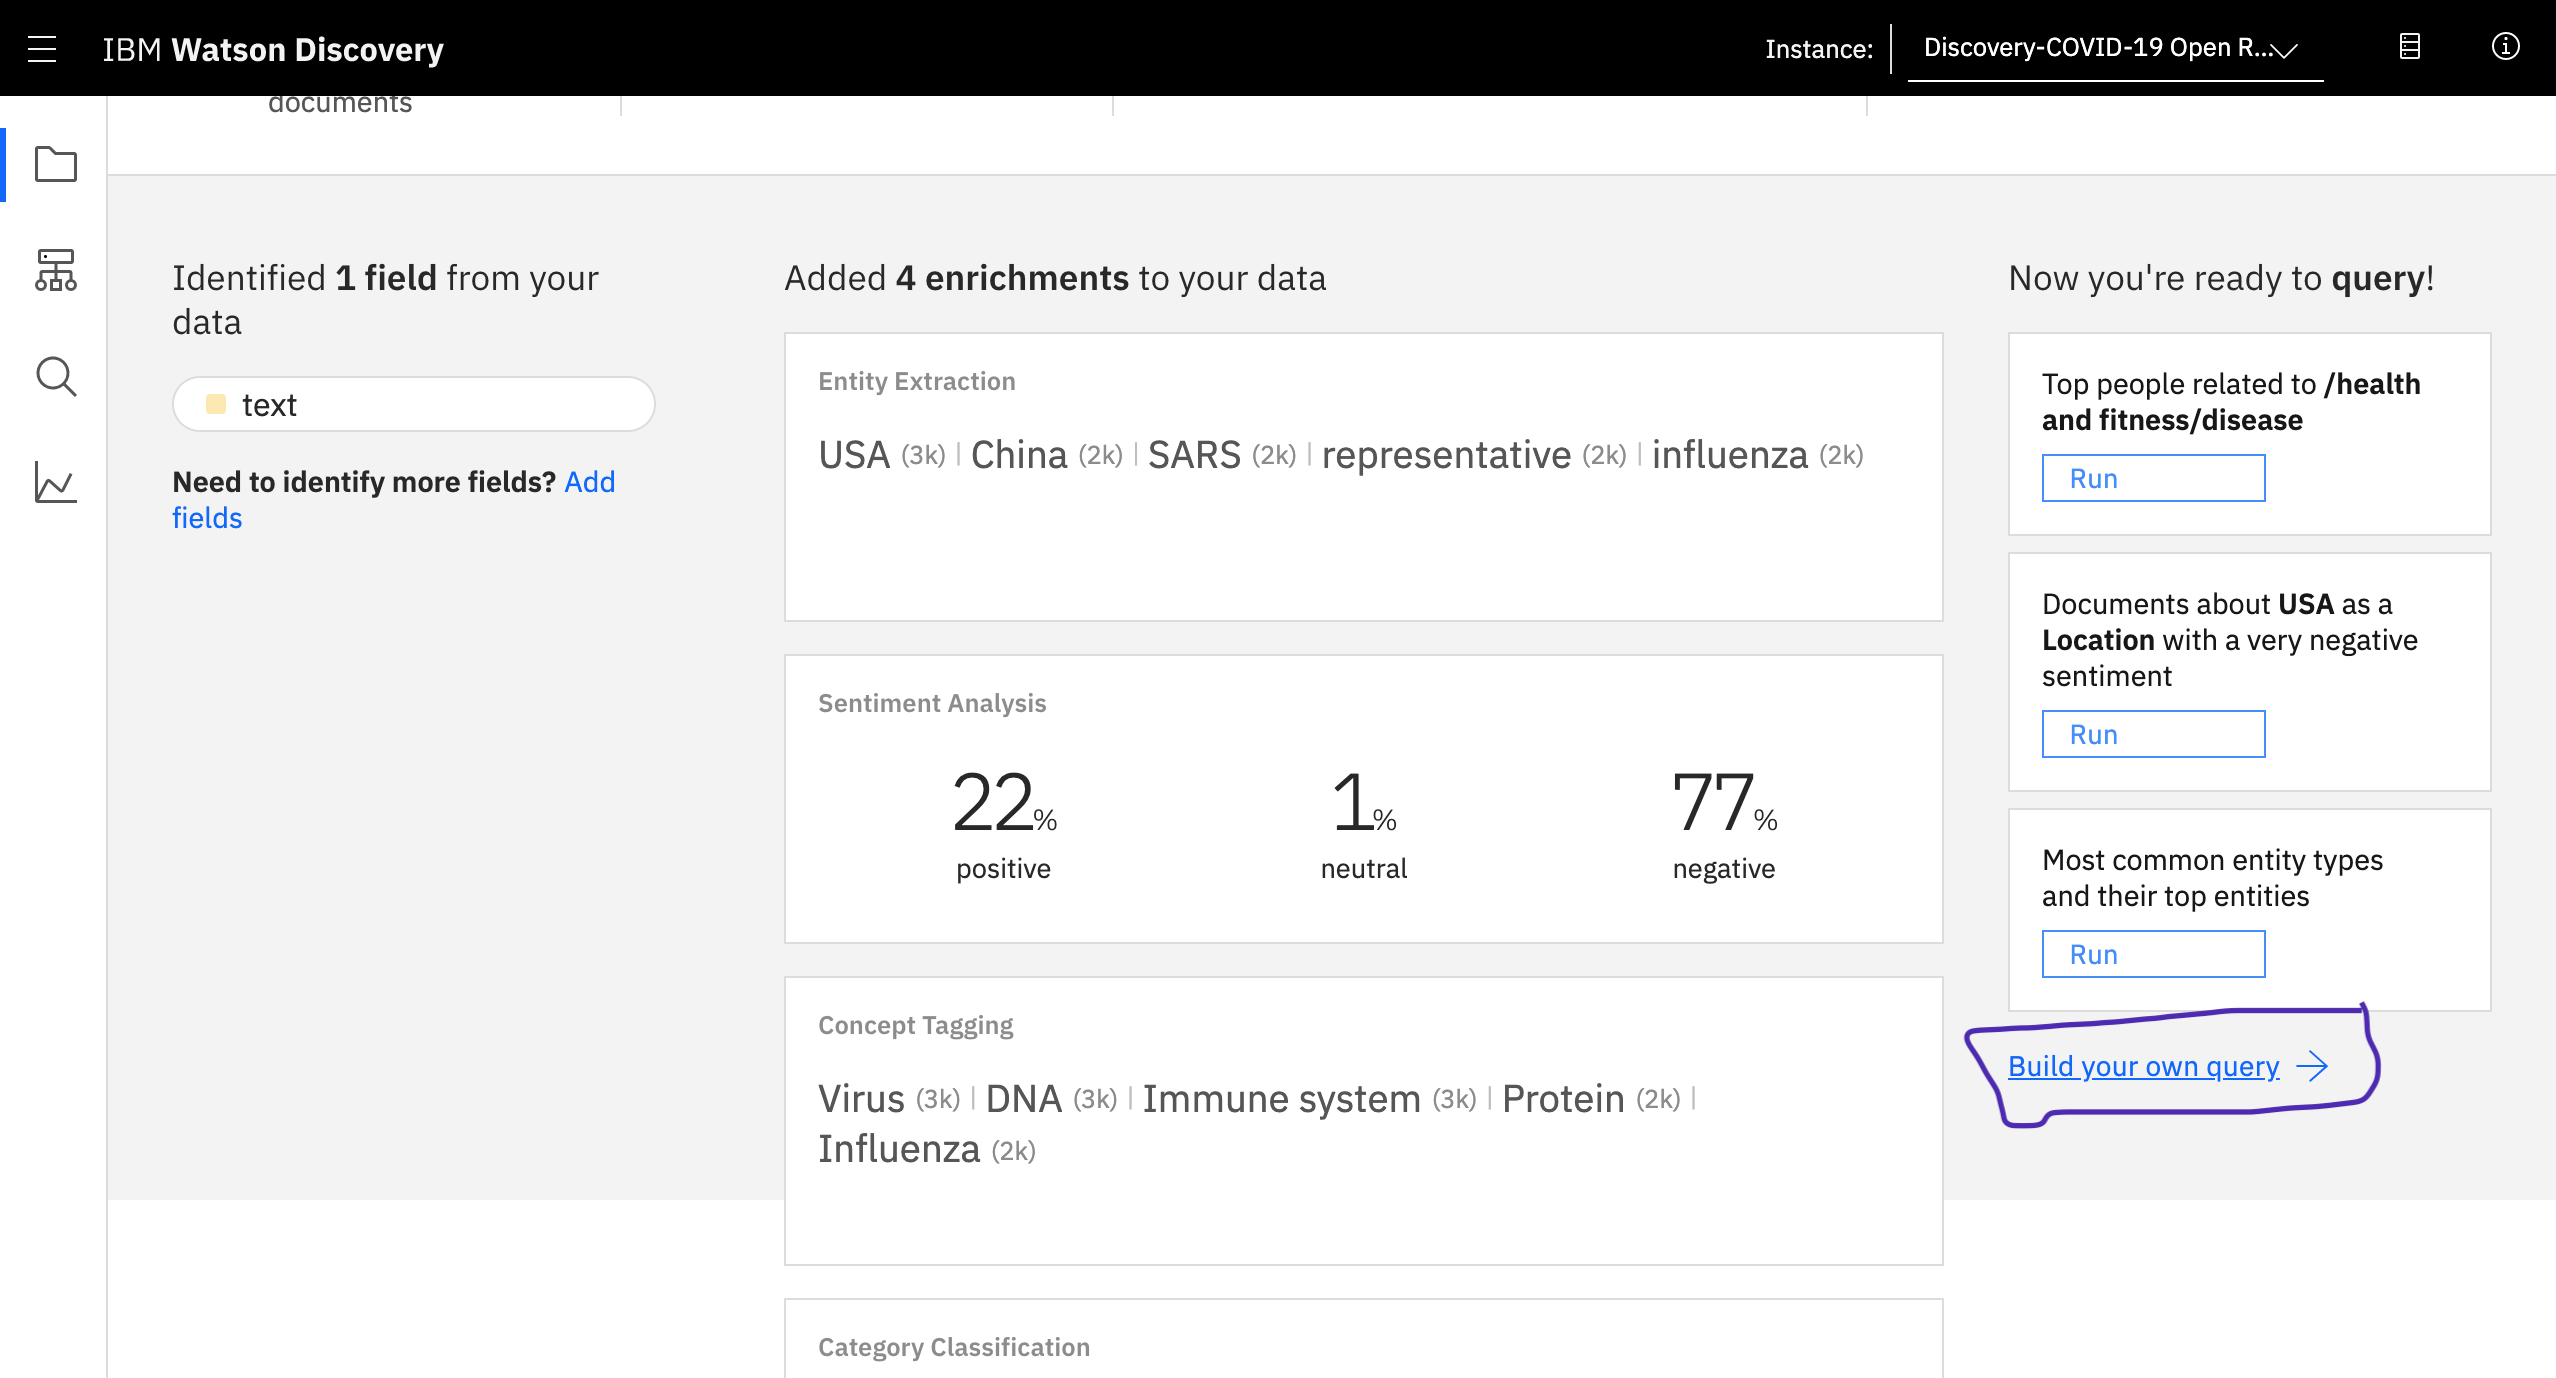 IBM Watson Discovery
Instance:
Discovery-COVID-19 Open R...
documents
Identified 1 field from your
data
text
Need to identify more fields? Add
fields
Added 4 enrichments to your data
Entity Extraction
USA (3k) | China (2k) | SARS (2k) | representative (2k) | influenza (2k)
Sentiment Analysis
22%
positive
1%
neutral
77%
negative
Concept Tagging
Virus (3k) | DNA (3k) | Immune system (3k) | Protein (2k) |
Influenza (2k)
Category Classification
Now you're ready to query!
Top people related to /health
and fitness/disease
Run
Documents about USA as a
Location with a very negative
sentiment
Run
Most common entity types
and their top entities
Run
Build your own query →